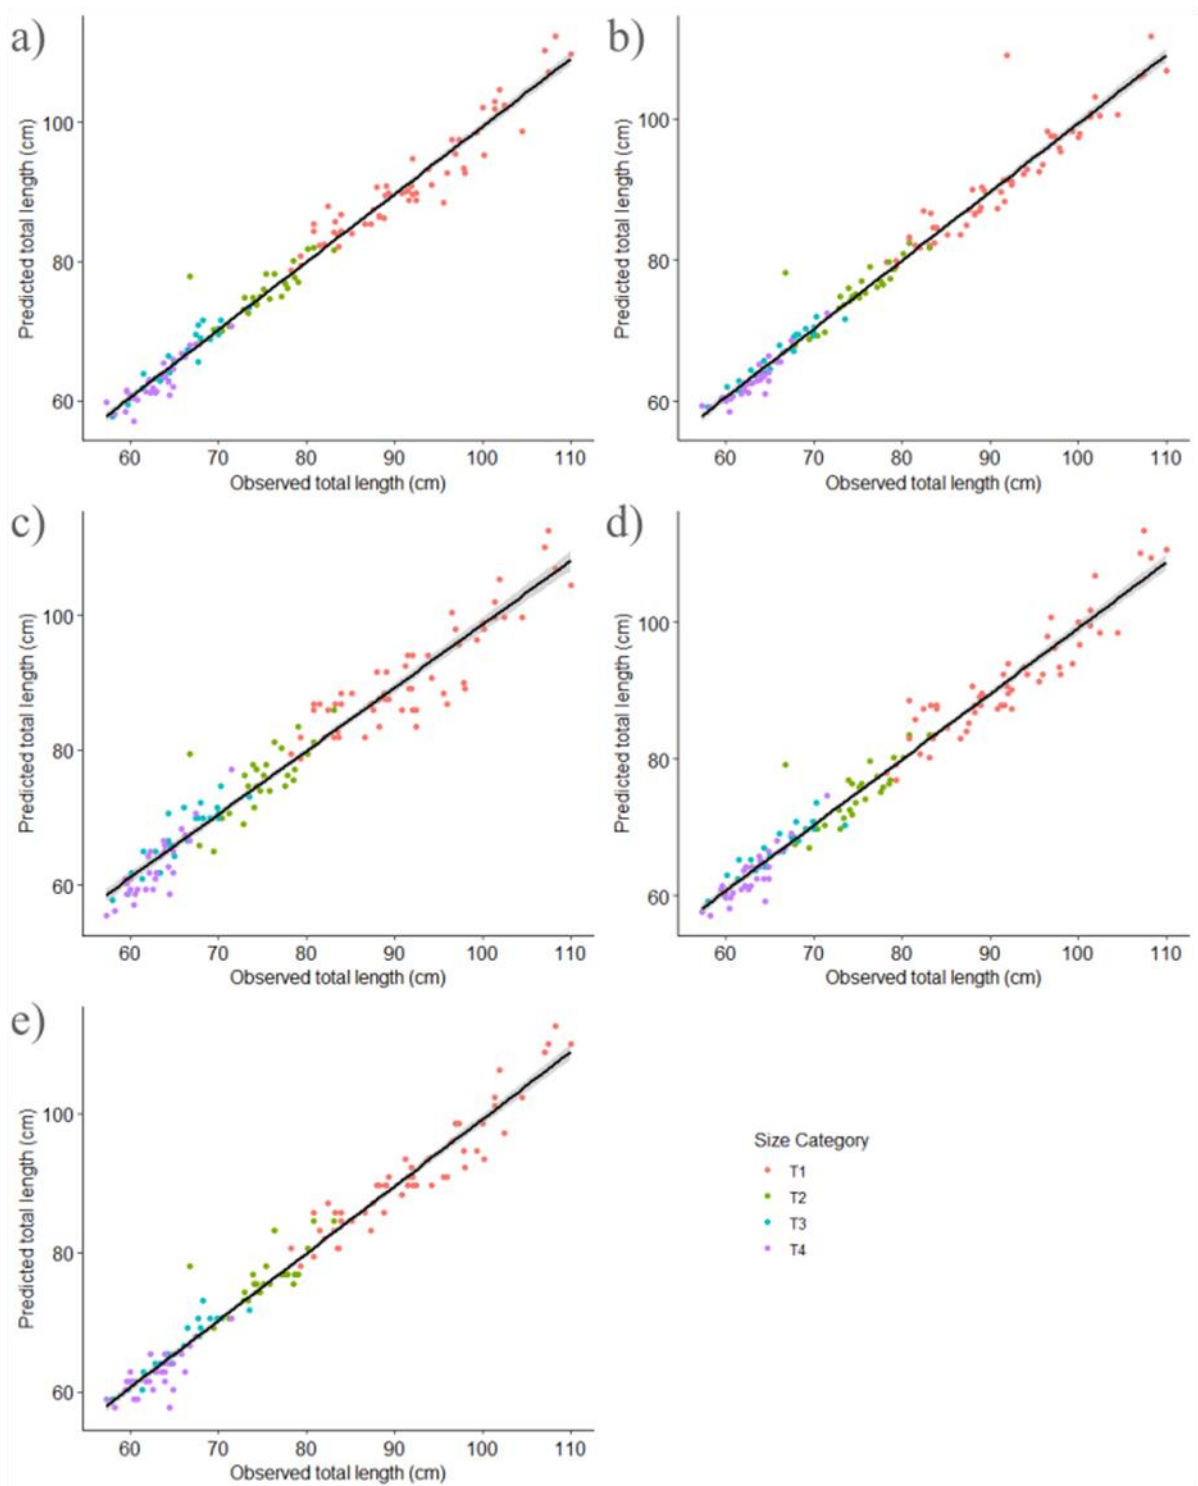 a)
Predicted total length (cm)
100
80
60
60 70 80 90 100 110
Observed total length (cm)
b)
Predicted total length (cm)
100
80
60
60 70 80 90 100 110
Observed total length (cm)
c)
Predicted total length (cm)
100
80
60
60 70 80 90 100 110
Observed total length (cm)
d)
Predicted total length (cm)
100
80
60
60 70 80 90 100 110
Observed total length (cm)
e)
Predicted total length (cm)
100
80
60
60 70 80 90 100 110
Observed total length (cm)
Size Category
T1
T2
T3
T4